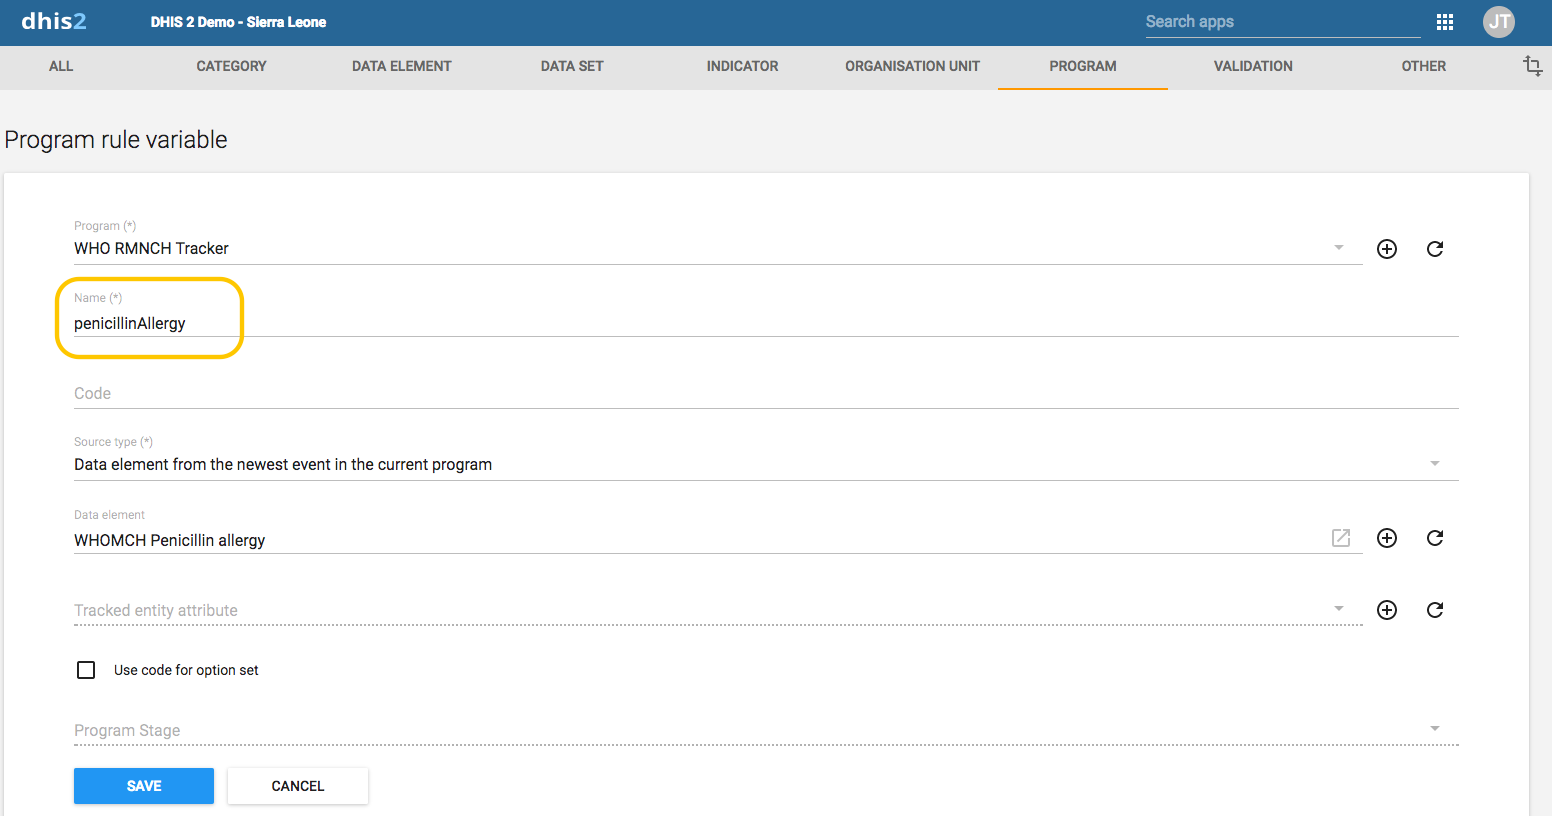 dhis2
DHIS 2 Demo - Sierra Leone
Search apps
JT
ALL
CATEGORY
DATA ELEMENT
DATA SET
INDICATOR
ORGANISATION UNIT
PROGRAM
VALIDATION
OTHER
Program rule variable
Program (*)
WHO RMNCH Tracker
Name (*)
penicillinAllergy
Code
Source type (*)
Data element from the newest event in the current program
Data element
WHOMCH Penicillin allergy
Tracked entity attribute
Use code for option set
Program Stage
SAVE
CANCEL